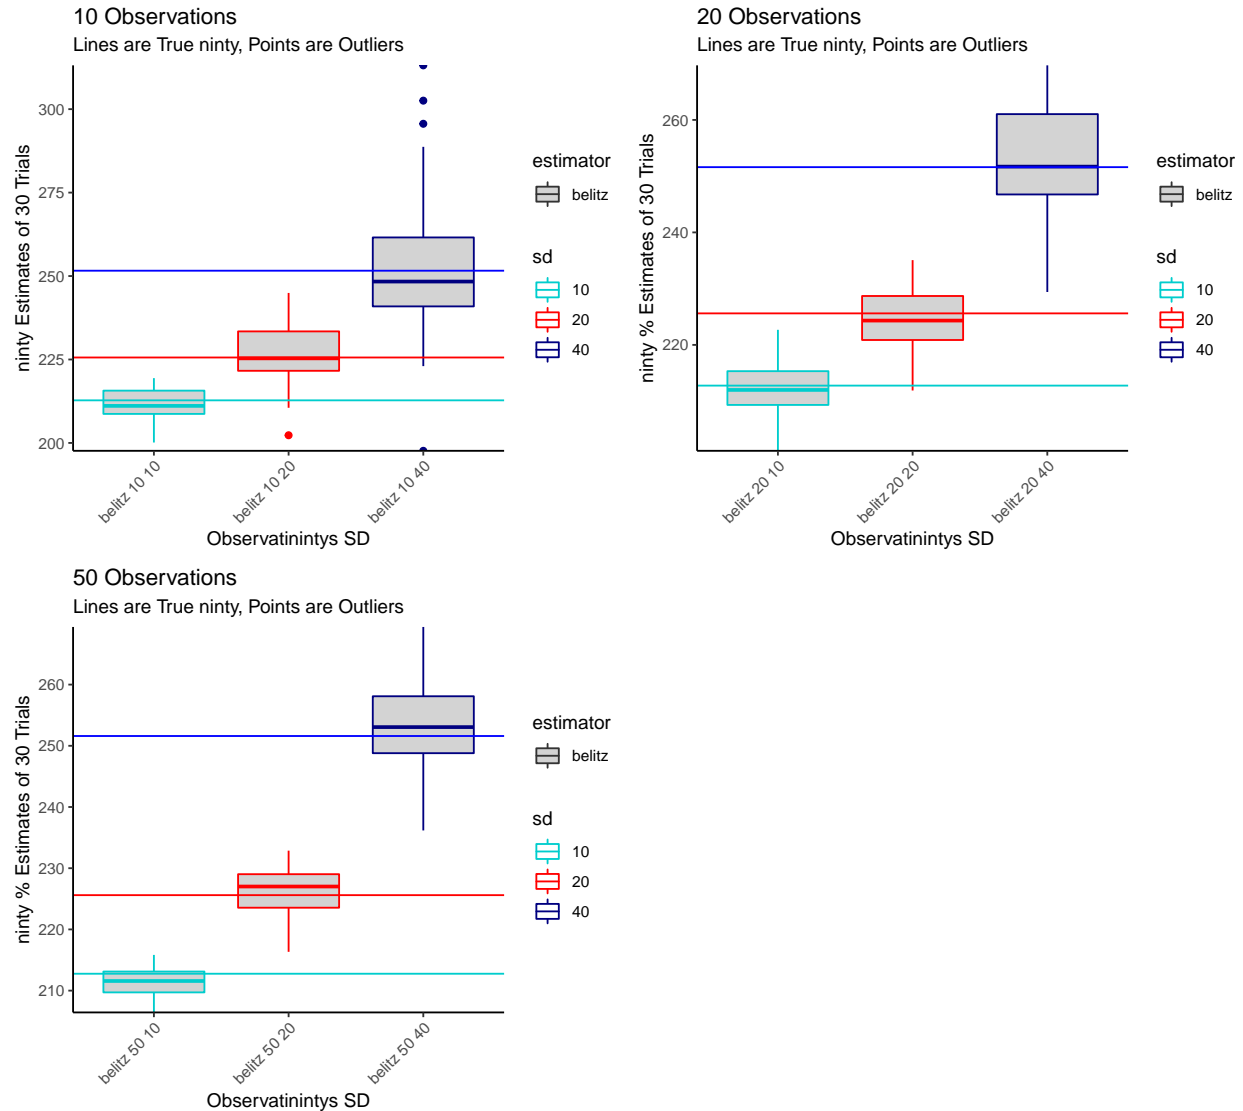 10 Observations
Lines are True ninty, Points are Outliers
ninty Estimates of 30 Trials
300
275
250
225
200
belitz 10 10
belitz 10 20
belitz 10 40
Observatinintys SD
estimator
belitz
sd
10
20
40
20 Observations
Lines are True ninty, Points are Outliers
ninty % Estimates of 30 Trials
260
240
220
belitz 20 10
belitz 20 20
belitz 20 40
Observatinintys SD
estimator
belitz
sd
10
20
40
50 Observations
Lines are True ninty, Points are Outliers
ninty % Estimates of 30 Trials
260
250
240
230
220
210
belitz 50 10
belitz 50 20
belitz 50 40
Observatinintys SD
estimator
belitz
sd
10
20
40